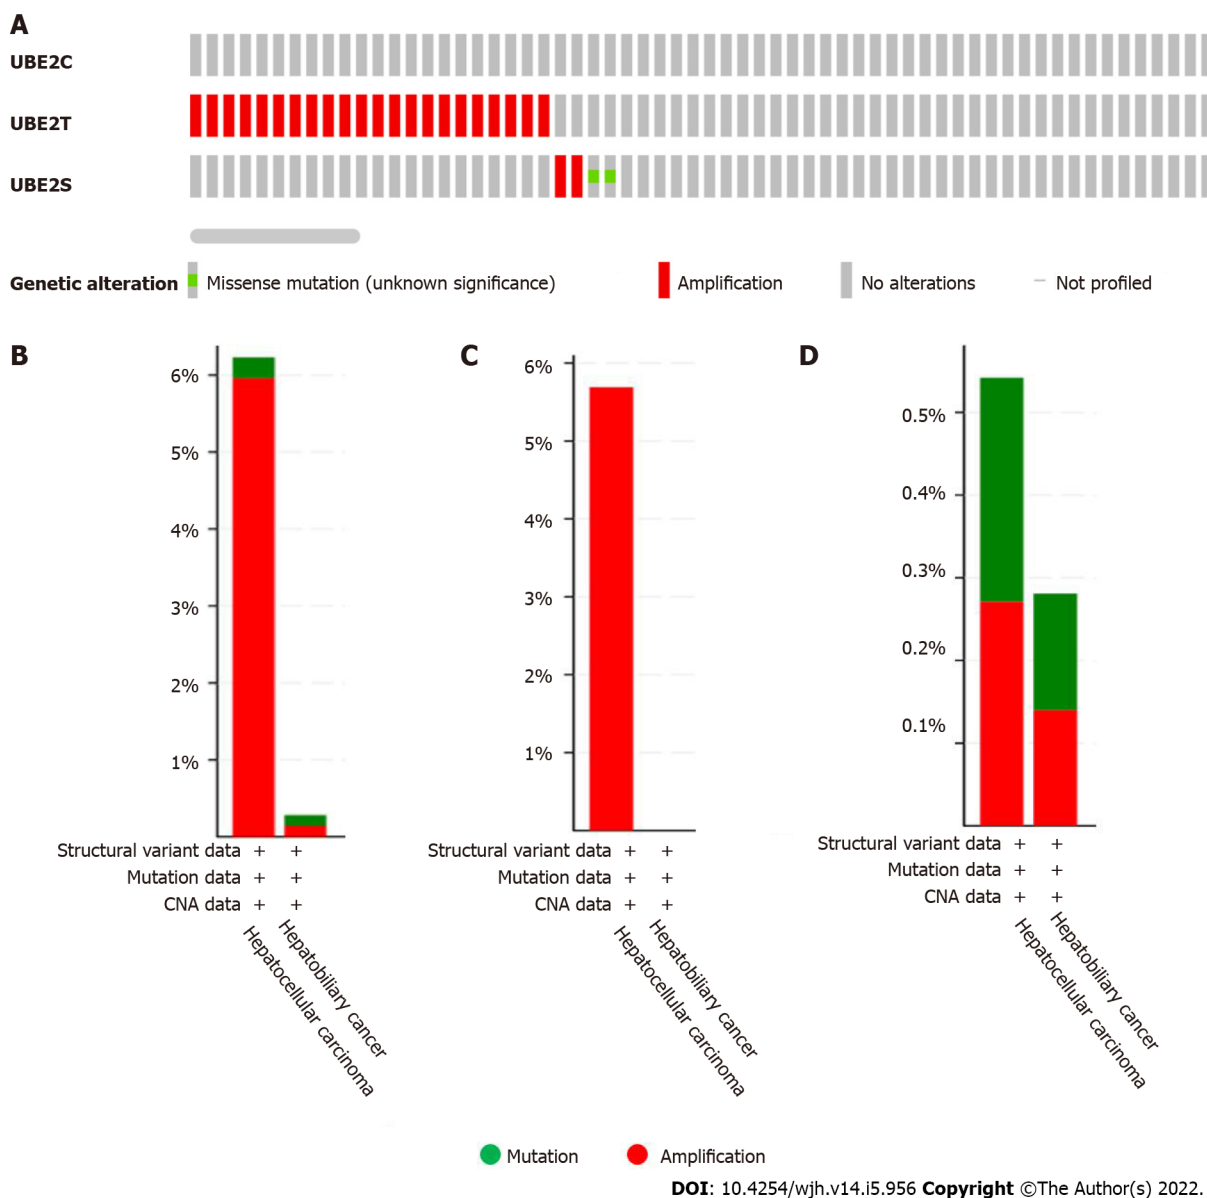 A
UBE2C
UBE2T
UBE2S
Genetic alteration Missense mutation (unknown significance) Amplification No alterations Not profiled
B
6%
5%
4%
3%
2%
1%
Structural variant data + +
Mutation data + +
CNA data + +
Hepatocellular carcinoma
Hepatobiliary cancer
C
6%
5%
4%
3%
2%
1%
Structural variant data + +
Mutation data + +
CNA data + +
Hepatocellular carcinoma
Hepatobiliary cancer
D
0.5%
0.4%
0.3%
0.2%
0.1%
Structural variant data + +
Mutation data + +
CNA data + +
Hepatocellular carcinoma
Hepatobiliary cancer
Mutation Amplification
DOI: 10.4254/wjh.v14.i5.956 Copyright ©The Author(s) 2022.